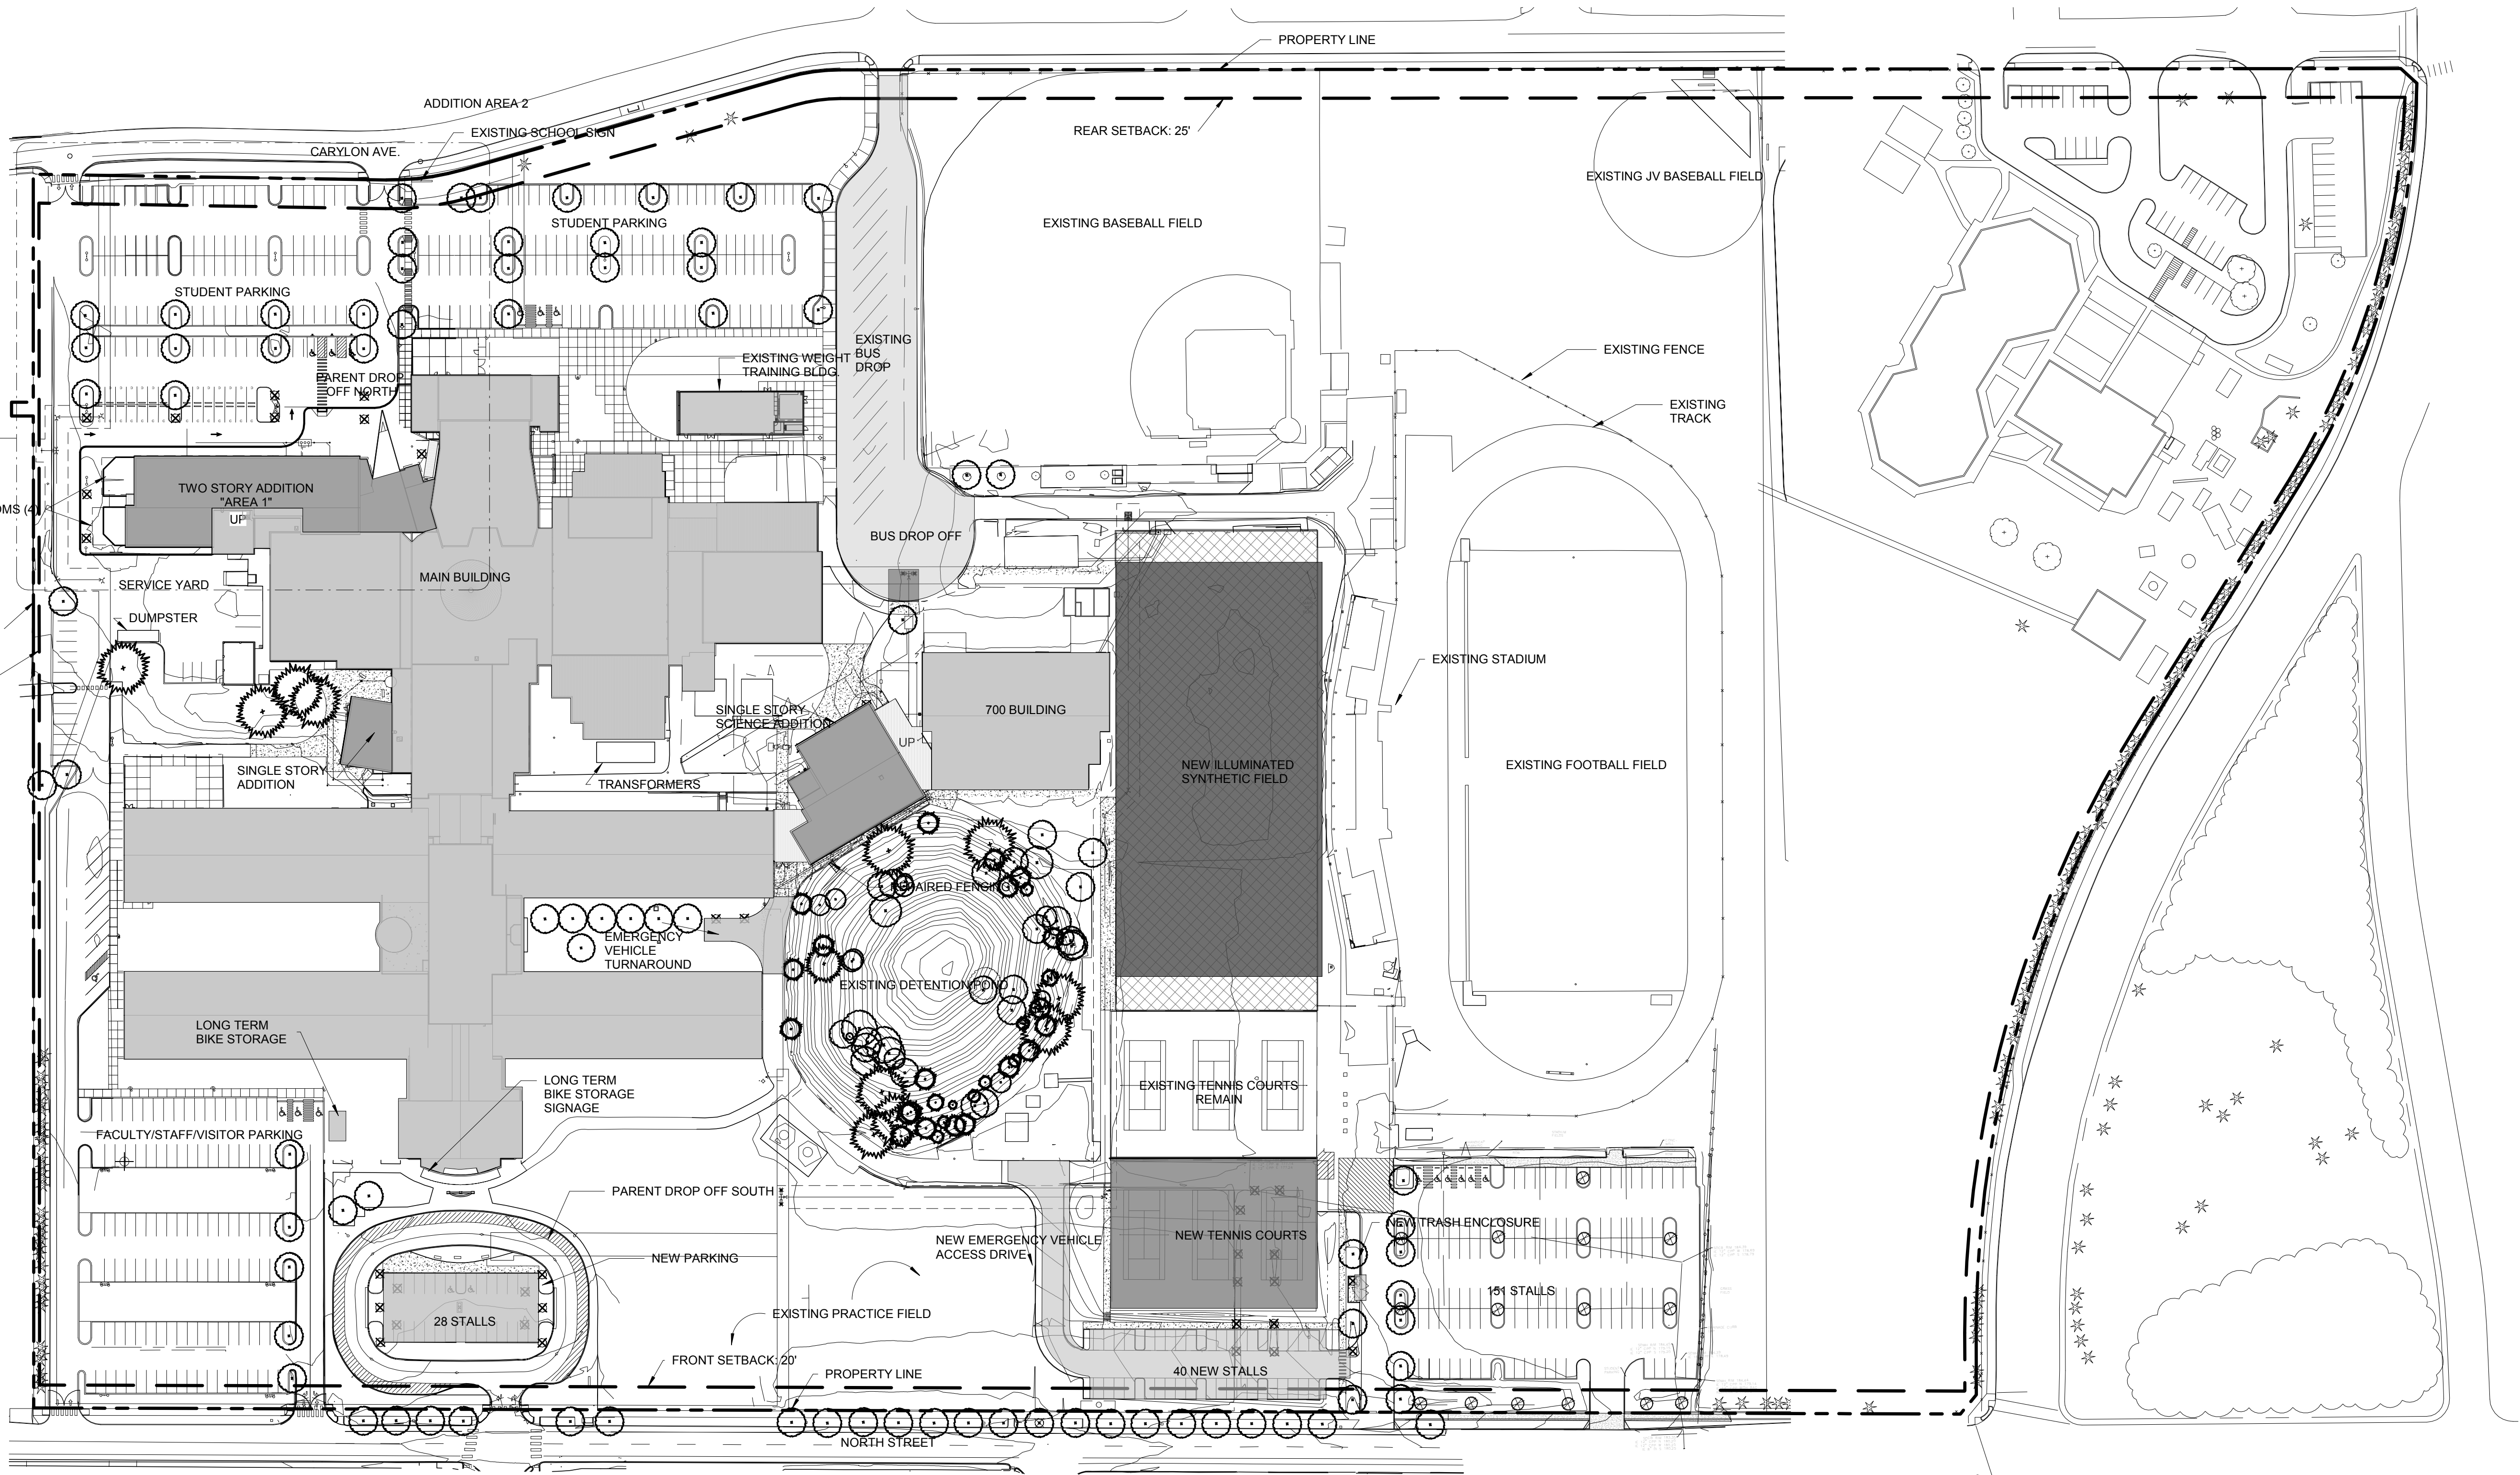 PROPERTY LINE
ADDITION AREA 2
EXISTING SCHOOL SIGN
REAR SETBACK: 25'
CARYLON AVE.
EXISTING JV BASEBALL FIELD
STUDENT PARKING
EXISTING BASEBALL FIELD
STUDENT PARKING
EXISTING
BUS
DROP
EXISTING WEIGHT
TRAINING BLDG.
EXISTING FENCE
PARENT DROP
OFF NORTH
EXISTING
TRACK
TWO STORY ADDITION
"AREA 1"
OMS (4)
UP
BUS DROP OFF
MAIN BUILDING
SERVICE YARD
DUMPSTER
EXISTING STADIUM
SINGLE STORY
SCIENCE ADDITION
700 BUILDING
UP
SINGLE STORY
ADDITION
TRANSFORMERS
NEW ILLUMINATED
SYNTHETIC FIELD
EXISTING FOOTBALL FIELD
REPAIRED FENCING
EMERGENCY
VEHICLE
TURNAROUND
EXISTING DETENTION POND
LONG TERM
BIKE STORAGE
LONG TERM
BIKE STORAGE
SIGNAGE
EXISTING TENNIS COURTS
REMAIN
FACULTY/STAFF/VISITOR PARKING
PARENT DROP OFF SOUTH
NEW TRASH ENCLOSURE
NEW EMERGENCY VEHICLE
ACCESS DRIVE
NEW TENNIS COURTS
NEW PARKING
151 STALLS
28 STALLS
EXISTING PRACTICE FIELD
FRONT SETBACK: 20'
40 NEW STALLS
PROPERTY LINE
NORTH STREET